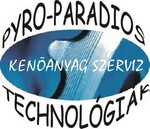 PYRO-PARADIOS
KENŐANYAG SZERVIZ
TECHNOLÓGIÁK